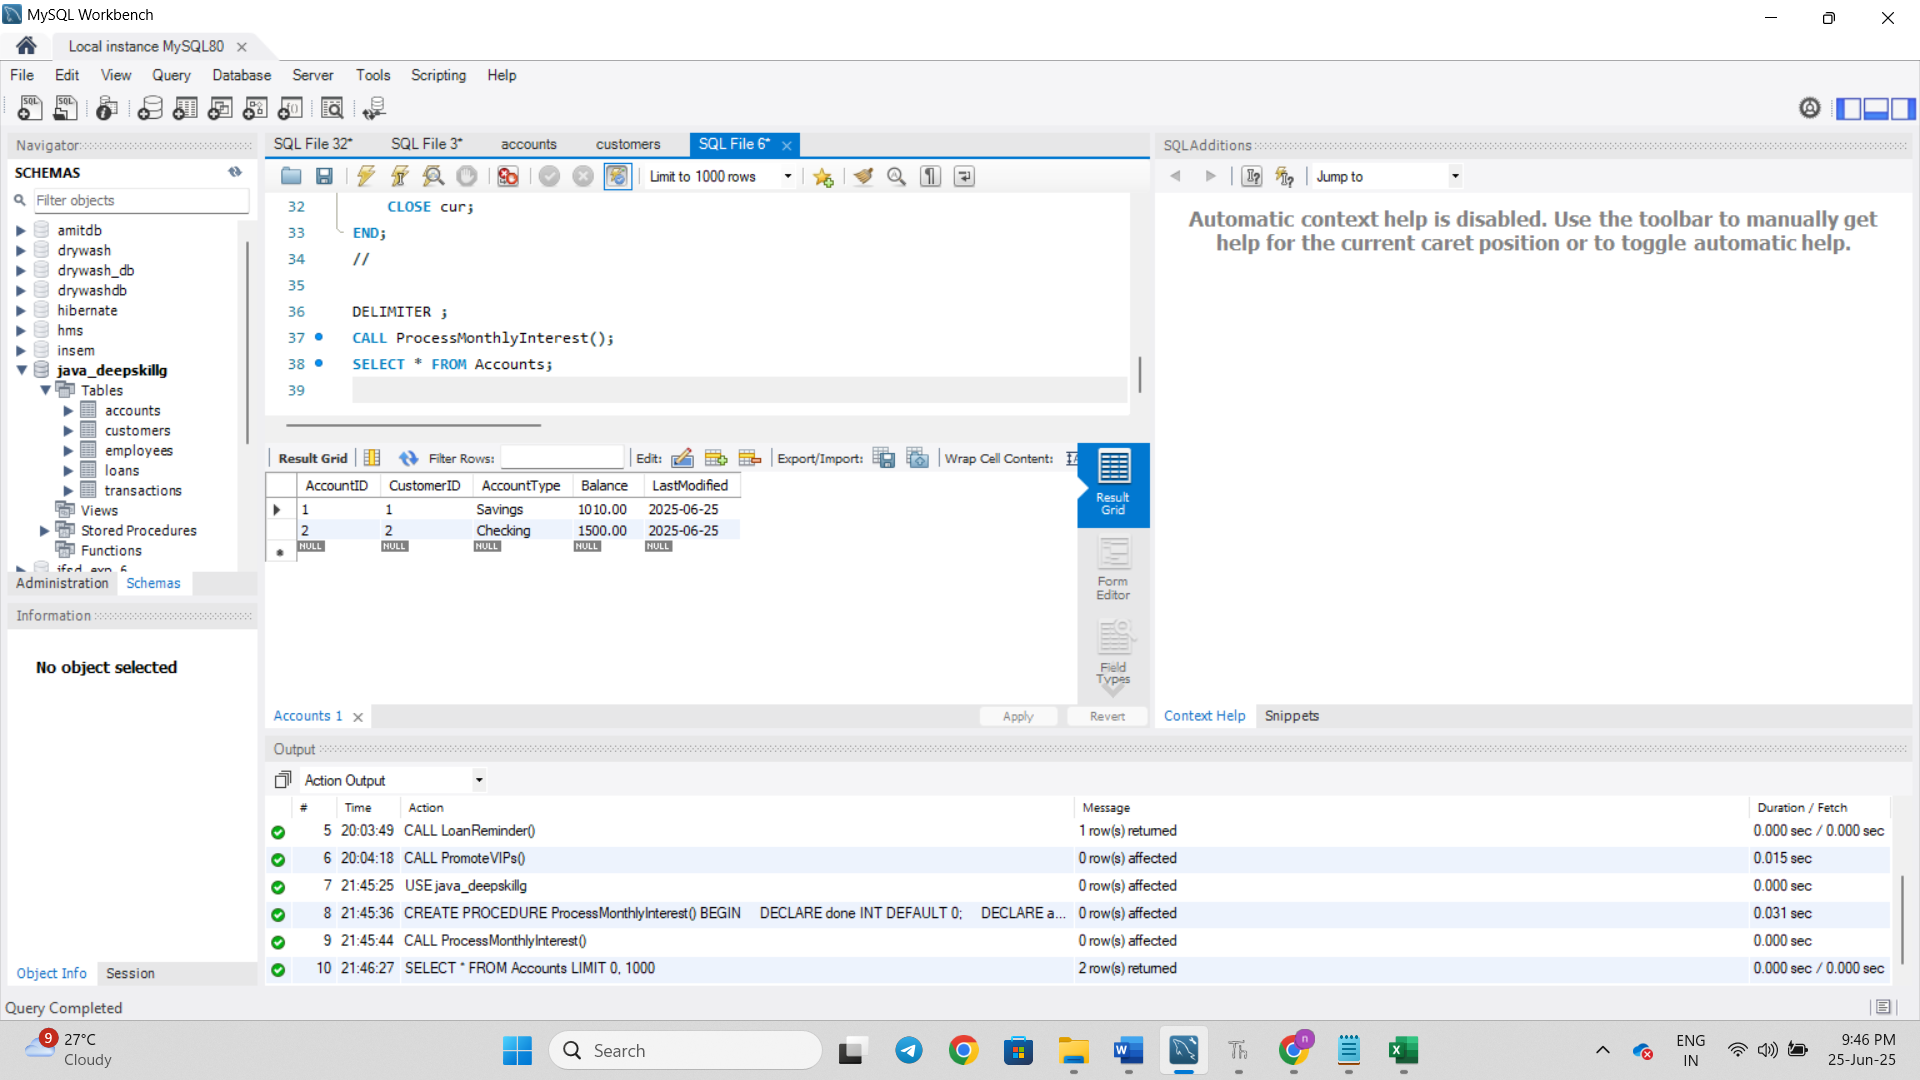 MySQL Workbench
Local instance MySQL80
File Edit View Query Database Server Tools Scripting Help
Navigator
SCHEMAS
Filter objects
amitdb
drywash
drywash_db
drywashdb
hibernate
hms
insem
java_deepskillg
Tables
accounts
customers
employees
loans
transactions
Views
Stored Procedures
Functions
jfsd_exp_6
Administration Schemas
Information
No object selected
Object Info Session
SQL File 32* SQL File 3* accounts customers SQL File 6*
Limit to 1000 rows
32 CLOSE cur;
33 END;
34 //
35
36 DELIMITER ;
37 CALL ProcessMonthlyInterest();
38 SELECT * FROM Accounts;
39
Result Grid Filter Rows: Edit: Export/Import: Wrap Cell Content:
AccountID CustomerID AccountType Balance LastModified
1 1 Savings 1010.00 2025-06-25
2 2 Checking 1500.00 2025-06-25
NULL NULL NULL NULL NULL
Result
Grid
Form
Editor
Field
Types
Accounts 1 Apply Revert
SQLAdditions
Jump to
Automatic context help is disabled. Use the toolbar to manually get
help for the current caret position or to toggle automatic help.
Context Help Snippets
Output
Action Output
# Time Action Message Duration / Fetch
5 20:03:49 CALL LoanReminder() 1 row(s) returned 0.000 sec / 0.000 sec
6 20:04:18 CALL PromoteVIPs() 0 row(s) affected 0.015 sec
7 21:45:25 USE java_deepskillg 0 row(s) affected 0.000 sec
8 21:45:36 CREATE PROCEDURE ProcessMonthlyInterest() BEGIN DECLARE done INT DEFAULT 0; DECLARE a... 0 row(s) affected 0.031 sec
9 21:45:44 CALL ProcessMonthlyInterest() 0 row(s) affected 0.000 sec
10 21:46:27 SELECT * FROM Accounts LIMIT 0, 1000 2 row(s) returned 0.000 sec / 0.000 sec
Query Completed
9
27°C
Cloudy
Search
n
ENG
IN
9:46 PM
25-Jun-25